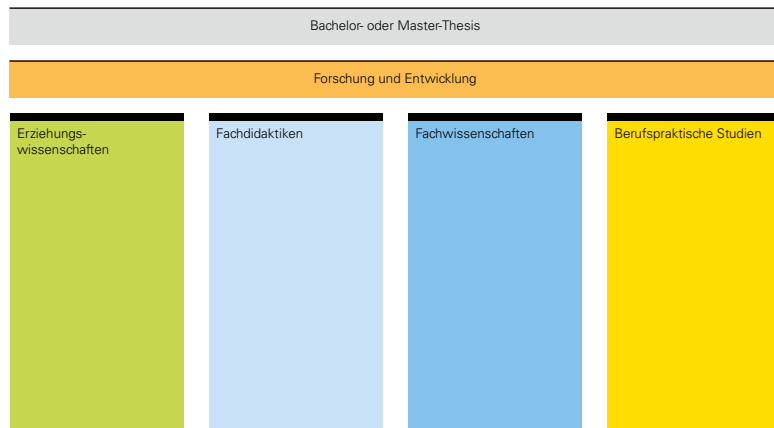 Bachelor- oder Master-Thesis
Forschung und Entwicklung
Erziehungs-
wissenschaften
Fachdidaktiken
Fachwissenschaften
Berufspraktische Studien